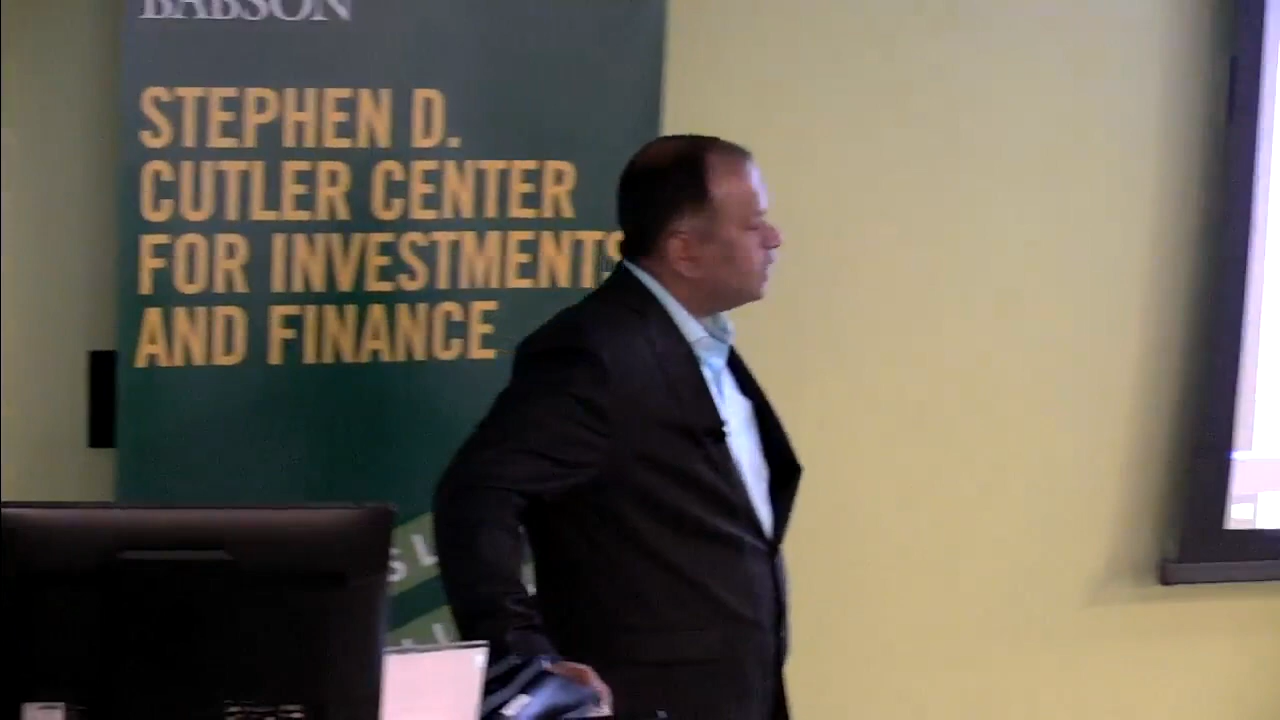 BABSON
STEPHEN D.
CUTLER CENTER
FOR INVESTMENTS
AND FINANCE